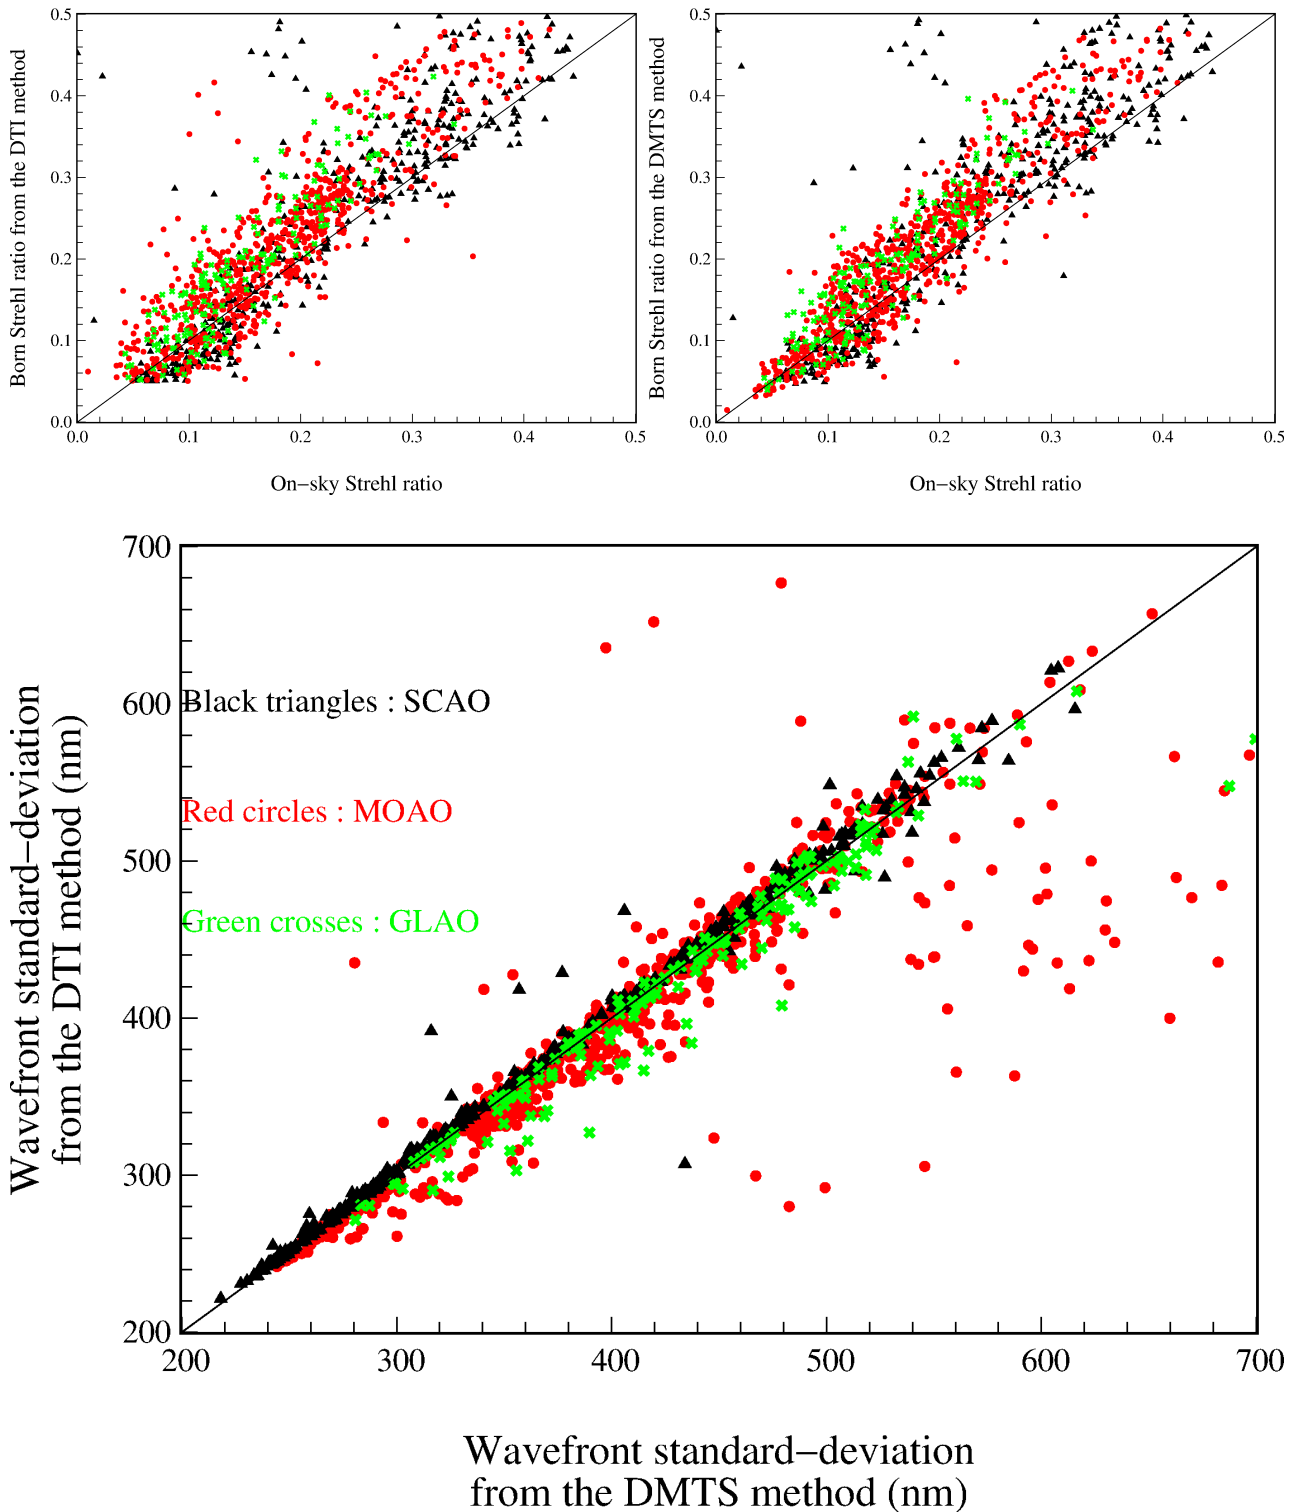 Born Strehl ratio from the DTI method
0.5
0.4
0.3
0.2
0.1
0.0
0.0 0.1 0.2 0.3 0.4 0.5
On−sky Strehl ratio
Born Strehl ratio from the DMTS method
0.5
0.4
0.3
0.2
0.1
0.0
0.0 0.1 0.2 0.3 0.4 0.5
On−sky Strehl ratio
Wavefront standard−deviation
from the DTI method (nm)
700
600
500
400
300
200
Black triangles : SCAO
Red circles : MOAO
Green crosses : GLAO
200 300 400 500 600 700
Wavefront standard−deviation
from the DMTS method (nm)